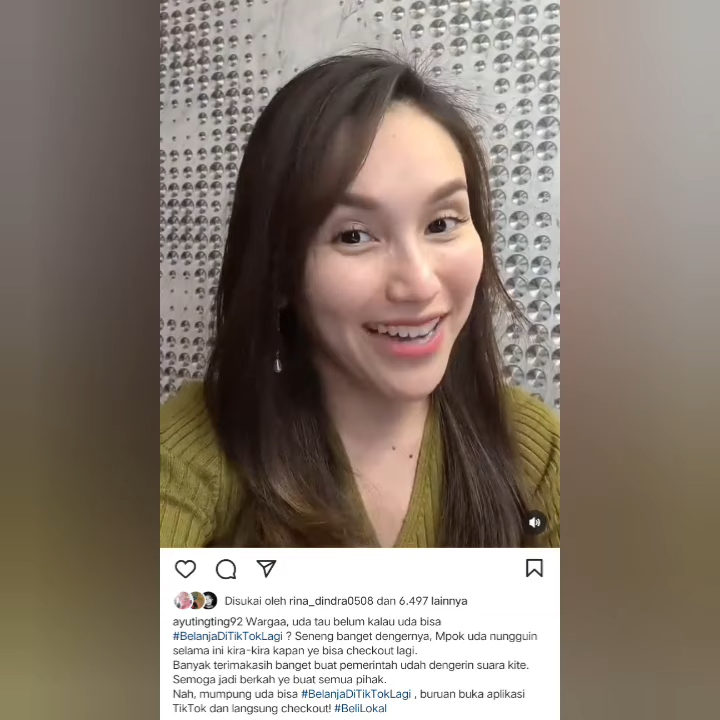 Disukai oleh rina_dindra0508 dan 6.497 lainnya
ayutingting92 Wargaa, uda tau belum kalau uda bisa
#BelanjaDiTikTokLagi ? Seneng banget dengernya, Mpok uda nungguin
selama ini kira-kira kapan ye bisa checkout lagi.
Banyak terimakasih banget buat pemerintah udah dengerin suara kite.
Semoga jadi berkah ye buat semua pihak.
Nah, mumpung uda bisa #BelanjaDiTikTokLagi , buruan buka aplikasi
TikTok dan langsung checkout! #BeliLokal